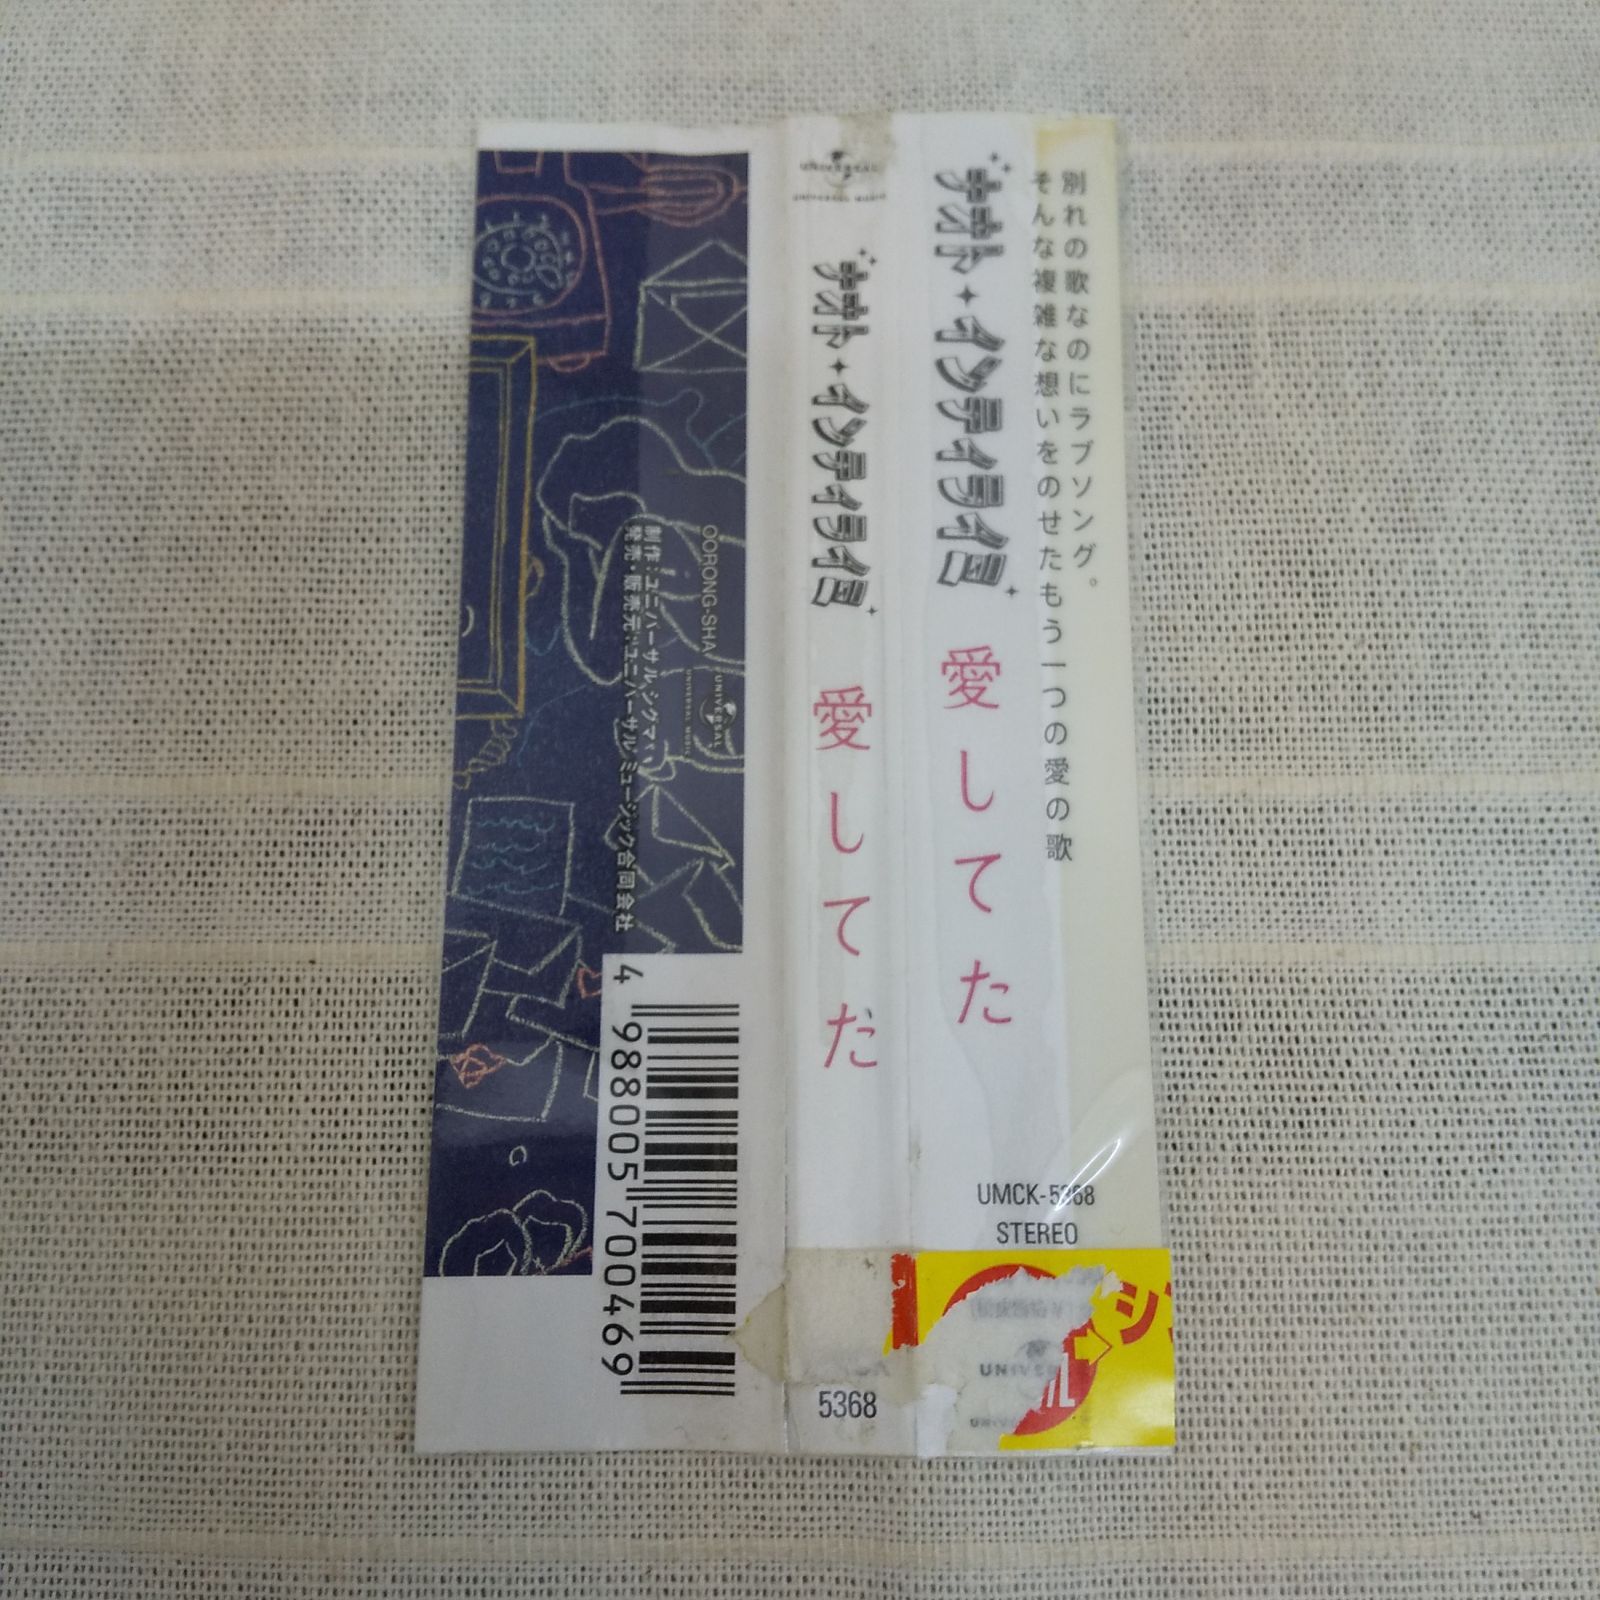 別れの歌なのにラブソング。
そんな複雑な想いをのせたもう一つの愛の歌
ナオト・インティライミ
愛してた
UMCK-5368
STEREO
UNIVERSAL
UNIVERSAL MUSIC
ナオト・インティライミ
愛してた
5368
OORONG-SHA
UNIVERSAL
UNIVERSAL MUSIC
制作：ユニバーサル シグマ
発売・販売元：ユニバーサル ミュージック合同会社
4 988005 700469